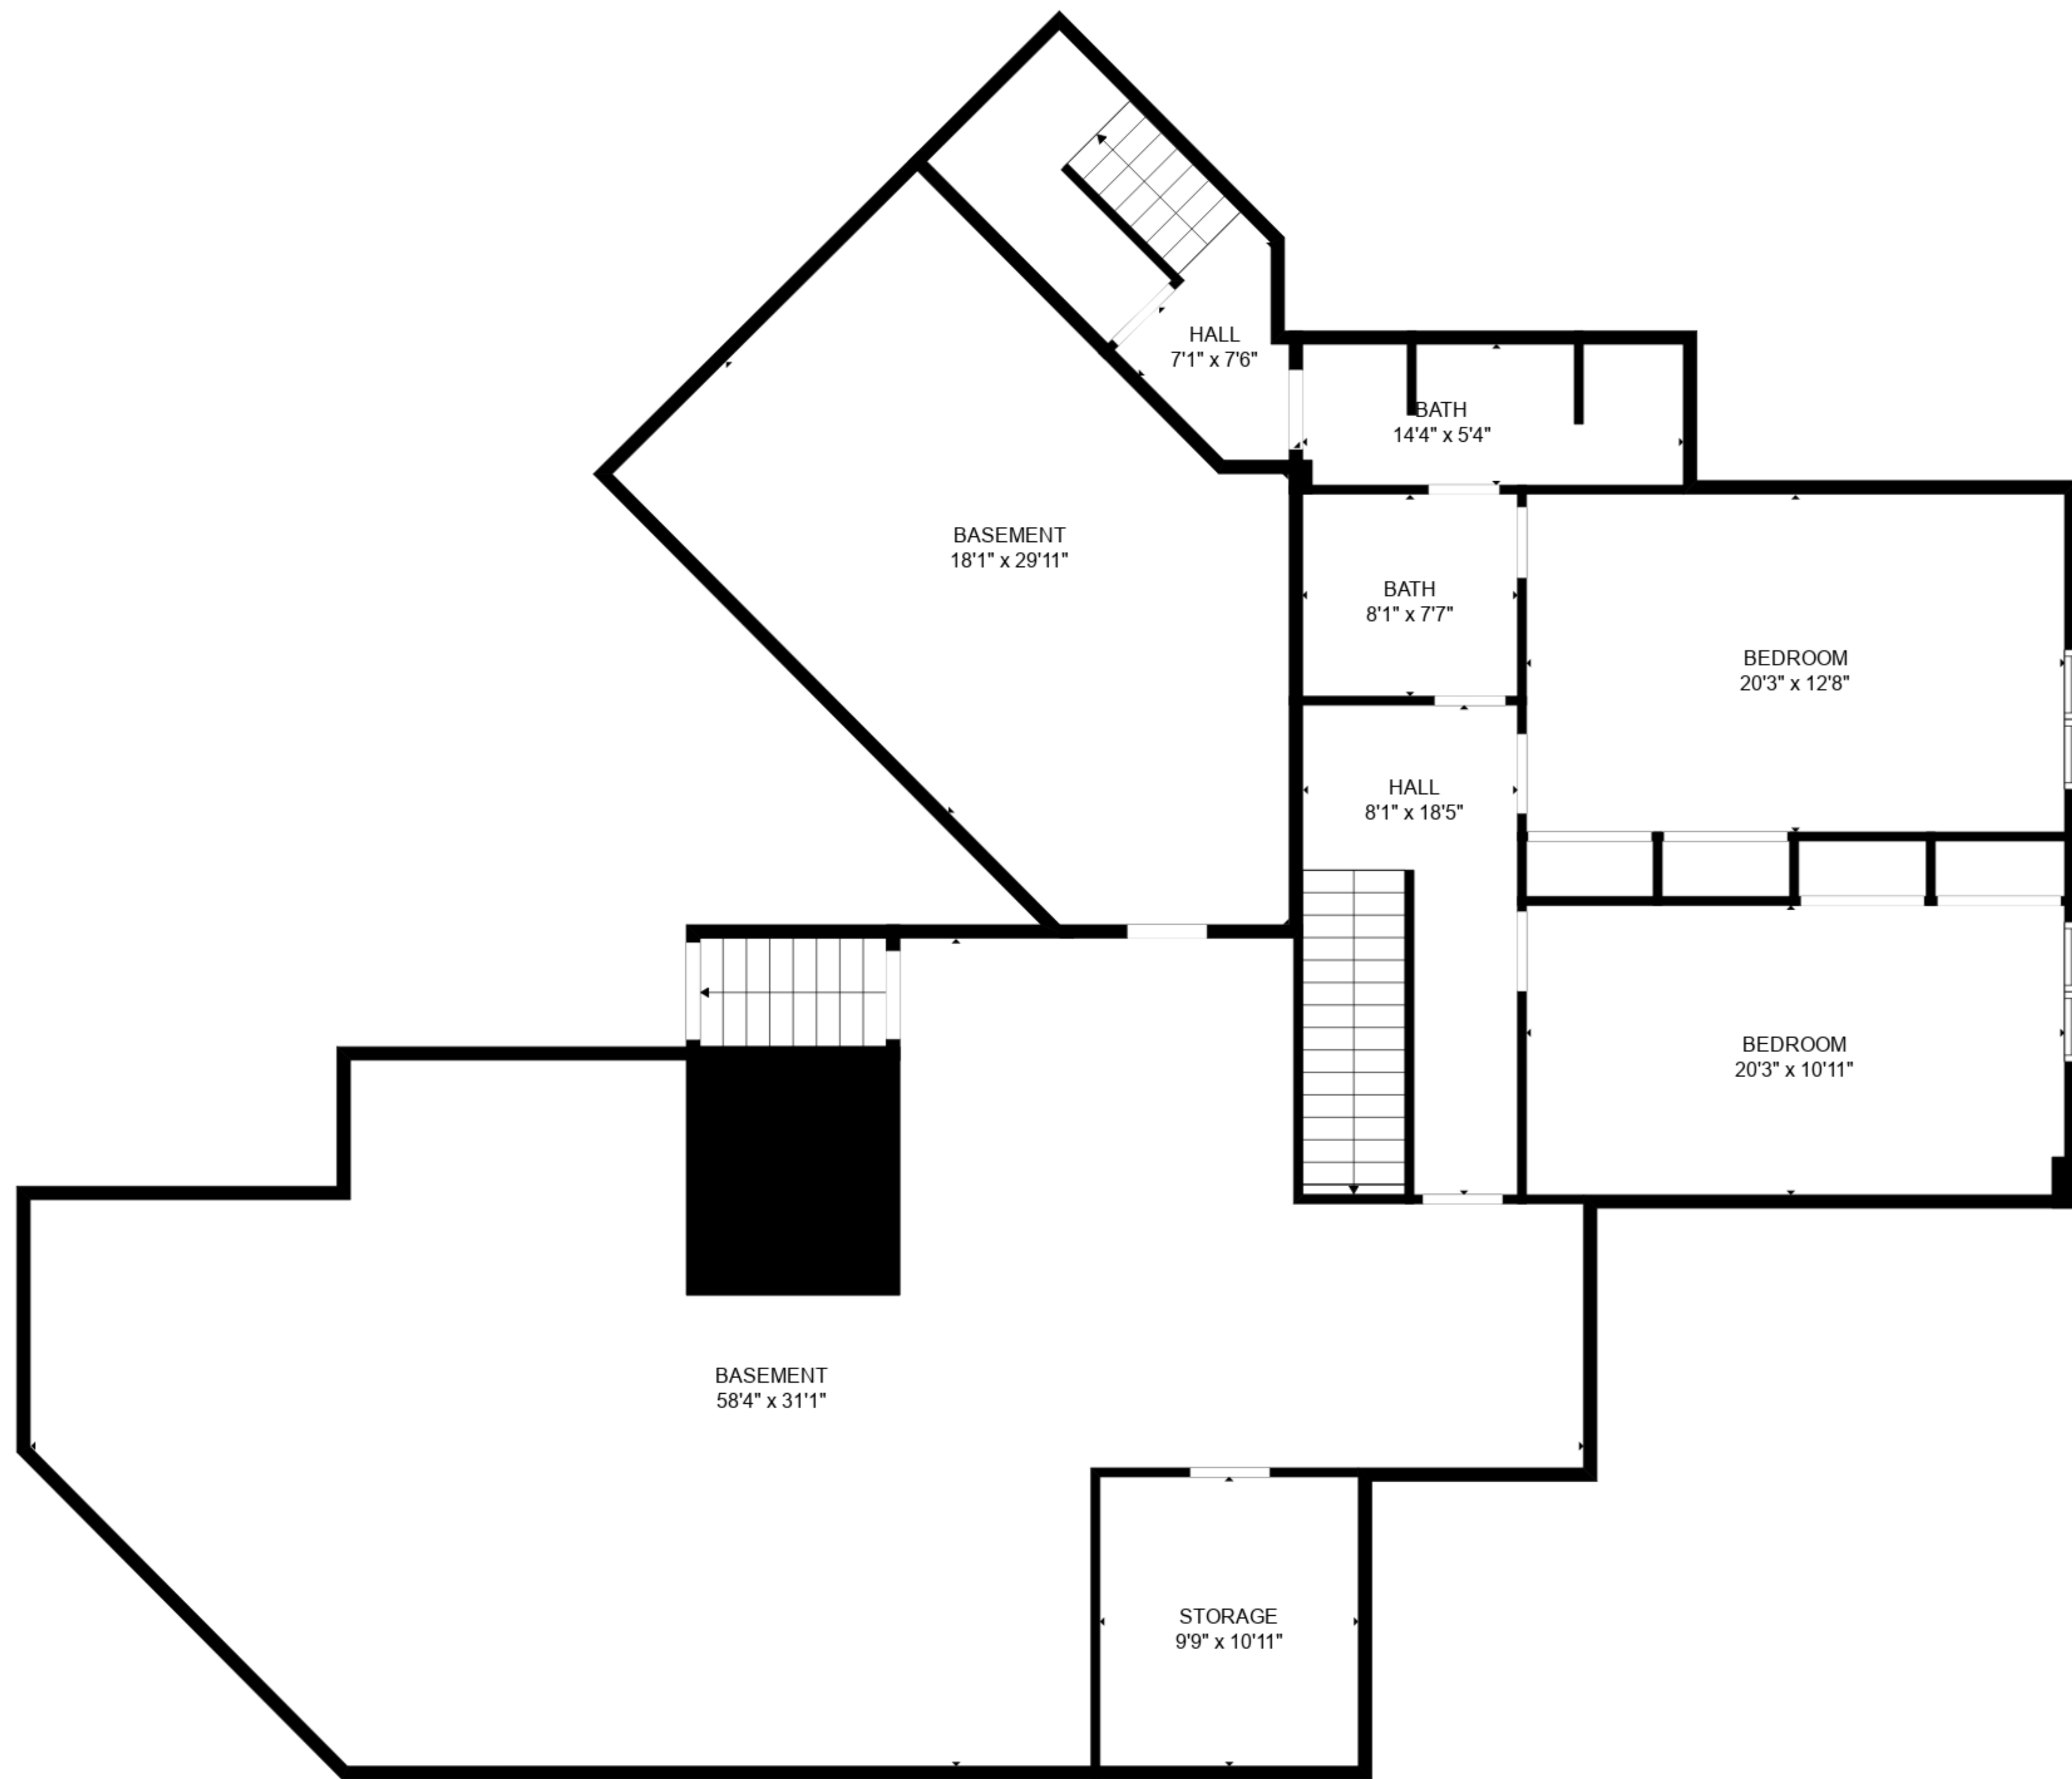 HALL
7'1" x 7'6"
BATH
14'4" x 5'4"
BASEMENT
18'1" x 29'11"
BATH
8'1" x 7'7"
BEDROOM
20'3" x 12'8"
HALL
8'1" x 18'5"
BEDROOM
20'3" x 10'11"
BASEMENT
58'4" x 31'1"
STORAGE
9'9" x 10'11"